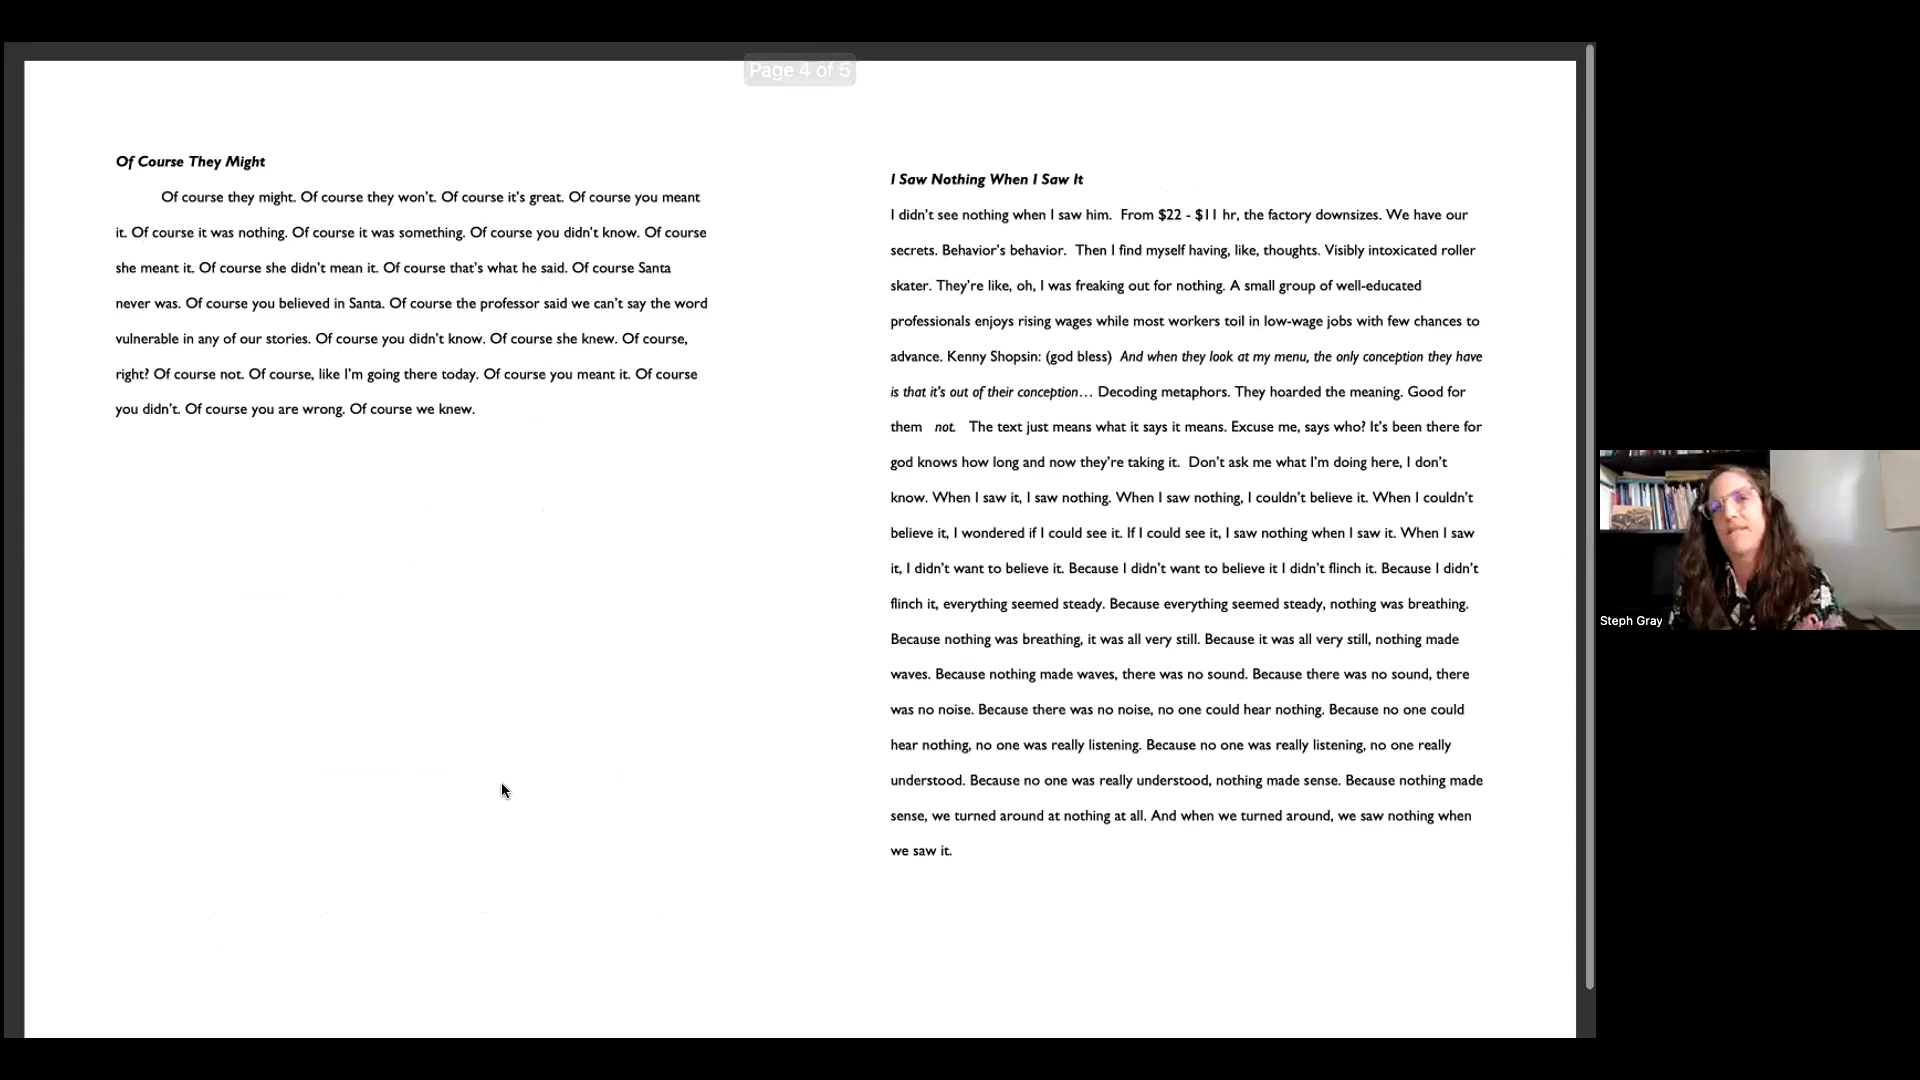 Page 4 of 5
Of Course They Might
Of course they might. Of course they won't. Of course it's great. Of course you meant
it. Of course it was nothing. Of course it was something. Of course you didn't know. Of course
she meant it. Of course she didn't mean it. Of course that's what he said. Of course Santa
never was. Of course you believed in Santa. Of course the professor said we can't say the word
vulnerable in any of our stories. Of course you didn't know. Of course she knew. Of course,
right? Of course not. Of course, like I'm going there today. Of course you meant it. Of course
you didn't. Of course you are wrong. Of course we knew.
I Saw Nothing When I Saw It
I didn't see nothing when I saw him.  From $22 - $11 hr, the factory downsizes. We have our
secrets. Behavior's behavior.  Then I find myself having, like, thoughts. Visibly intoxicated roller
skater. They're like, oh, I was freaking out for nothing. A small group of well-educated
professionals enjoys rising wages while most workers toil in low-wage jobs with few chances to
advance. Kenny Shopsin: (god bless)  And when they look at my menu, the only conception they have
is that it's out of their conception… Decoding metaphors. They hoarded the meaning. Good for
them   not.   The text just means what it says it means. Excuse me, says who? It's been there for
god knows how long and now they're taking it.  Don't ask me what I'm doing here, I don't
know. When I saw it, I saw nothing. When I saw nothing, I couldn't believe it. When I couldn't
believe it, I wondered if I could see it. If I could see it, I saw nothing when I saw it. When I saw
it, I didn't want to believe it. Because I didn't want to believe it I didn't flinch it. Because I didn't
flinch it, everything seemed steady. Because everything seemed steady, nothing was breathing.
Because nothing was breathing, it was all very still. Because it was all very still, nothing made
waves. Because nothing made waves, there was no sound. Because there was no sound, there
was no noise. Because there was no noise, no one could hear nothing. Because no one could
hear nothing, no one was really listening. Because no one was really listening, no one really
understood. Because no one was really understood, nothing made sense. Because nothing made
sense, we turned around at nothing at all. And when we turned around, we saw nothing when
we saw it.
Steph Gray